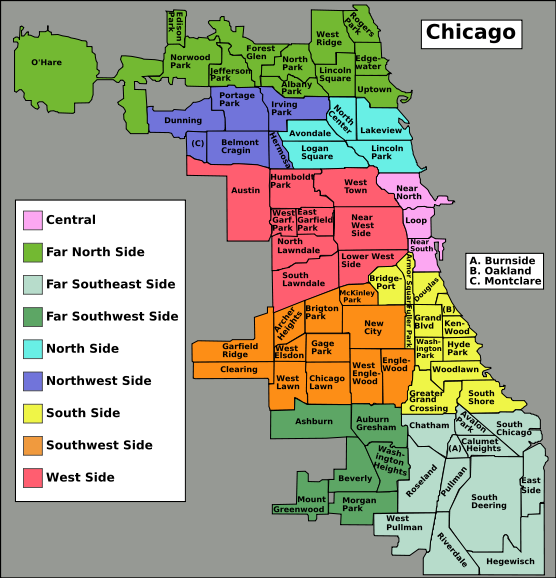 Chicago
Edison
Park
Rogers
Park
West
Ridge
O'Hare
Norwood
Park
Forest
Glen
North
Park
Edge-
water
Jefferson
Park
Lincoln
Square
Albany
Park
Uptown
Portage
Park
Irving
Park
North
Center
Dunning
Avondale
Lakeview
(C)
Belmont
Cragin
Hermosa
Logan
Square
Lincoln
Park
Austin
Humboldt
Park
West
Town
Near
North
West
Garf.
Park
East
Garfield
Park
Near
West
Side
Loop
North
Lawndale
Near
South
Lower West
Side
South
Lawndale
Bridge-
Port
Armor Square
Douglas
McKinley
Park
Archer
Heights
Brigton
Park
New
City
Fuller Park
Grand
Blvd
(B)
Ken-
Wood
Garfield
Ridge
West
Elsdon
Gage
Park
Wash-
ington
Park
Hyde
Park
Clearing
West
Lawn
Chicago
Lawn
West
Engle-
Wood
Engle-
Wood
Woodlawn
Greater
Grand
Crossing
South
Shore
Ashburn
Auburn
Gresham
Chatham
Avalon
Park
South
Chicago
(A)
Calumet
Heights
Wash-
ington
Heights
Beverly
Roseland
Pullman
South
Deering
East
Side
Mount
Greenwood
Morgan
Park
West
Pullman
Riverdale
Hegewisch
Central
Far North Side
Far Southeast Side
Far Southwest Side
North Side
Northwest Side
South Side
Southwest Side
West Side
A. Burnside
B. Oakland
C. Montclare